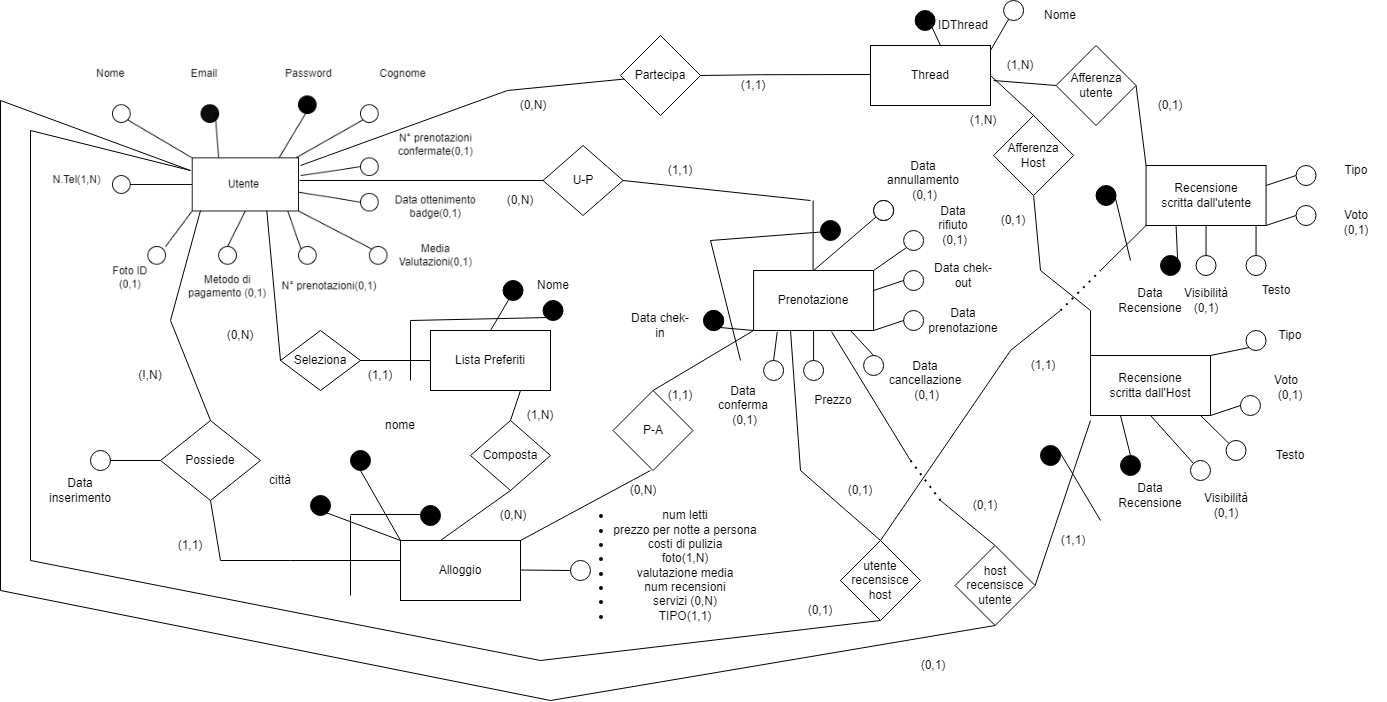 IDThread
Nome
Thread
(1,N)
Afferenza
utente
(0,1)
Partecipa
(0,N)
(1,1)
(1,N)
Afferenza
Host
(0,1)
Nome
Email
Password
Cognome
N° prenotazioni
confermate(0,1)
N.Tel(1,N)
Utente
Data ottenimento
badge(0,1)
Media
Valutazioni(0,1)
Foto ID
(0,1)
Metodo di
pagamento (0,1)
N° prenotazioni(0,1)
U-P
(0,N)
(1,1)
Data
annullamento
(0,1)
Data
rifiuto
(0,1)
Data chek-
out
Data
prenotazione
Prenotazione
Data chek-
in
Data
conferma
(0,1)
Prezzo
Data
cancellazione
(0,1)
Recensione
scritta dall'utente
Tipo
Voto
(0,1)
Data
Recensione
Visibilità
(0,1)
Testo
Recensione
scritta dall'Host
Tipo
Voto
(0,1)
Testo
Data
Recensione
Visibilità
(0,1)
(0,N)
Seleziona
(1,1)
Nome
Lista Preferiti
(1,N)
Composta
(0,N)
(1,1)
P-A
(0,N)
(!,N)
Possiede
Data
inserimento
(1,1)
nome
città
Alloggio
num letti
prezzo per notte a persona
costi di pulizia
foto(1,N)
valutazione media
num recensioni
servizi (0,N)
TIPO(1,1)
(1,1)
(0,1)
utente
recensisce
host
(0,1)
(0,1)
host
recensisce
utente
(1,1)
(0,1)